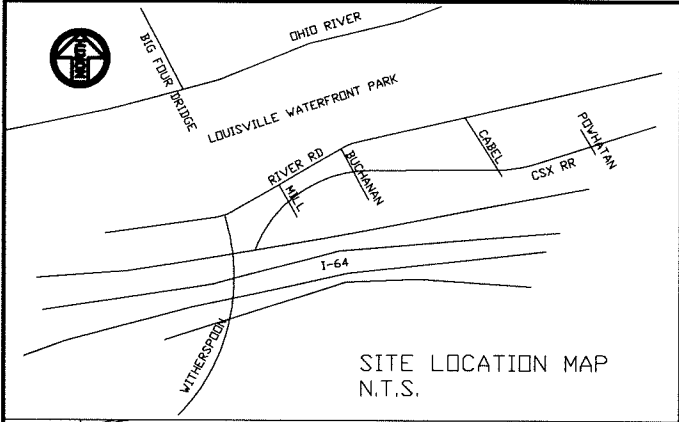 OHIO RIVER
BIG FOUR BRIDGE
LOUISVILLE WATERFRONT PARK
RIVER RD
MILL
BUCHANAN
CABEL
POWHATAN
CSX RR
I-64
WITHERSPOON
SITE LOCATION MAP
N.T.S.